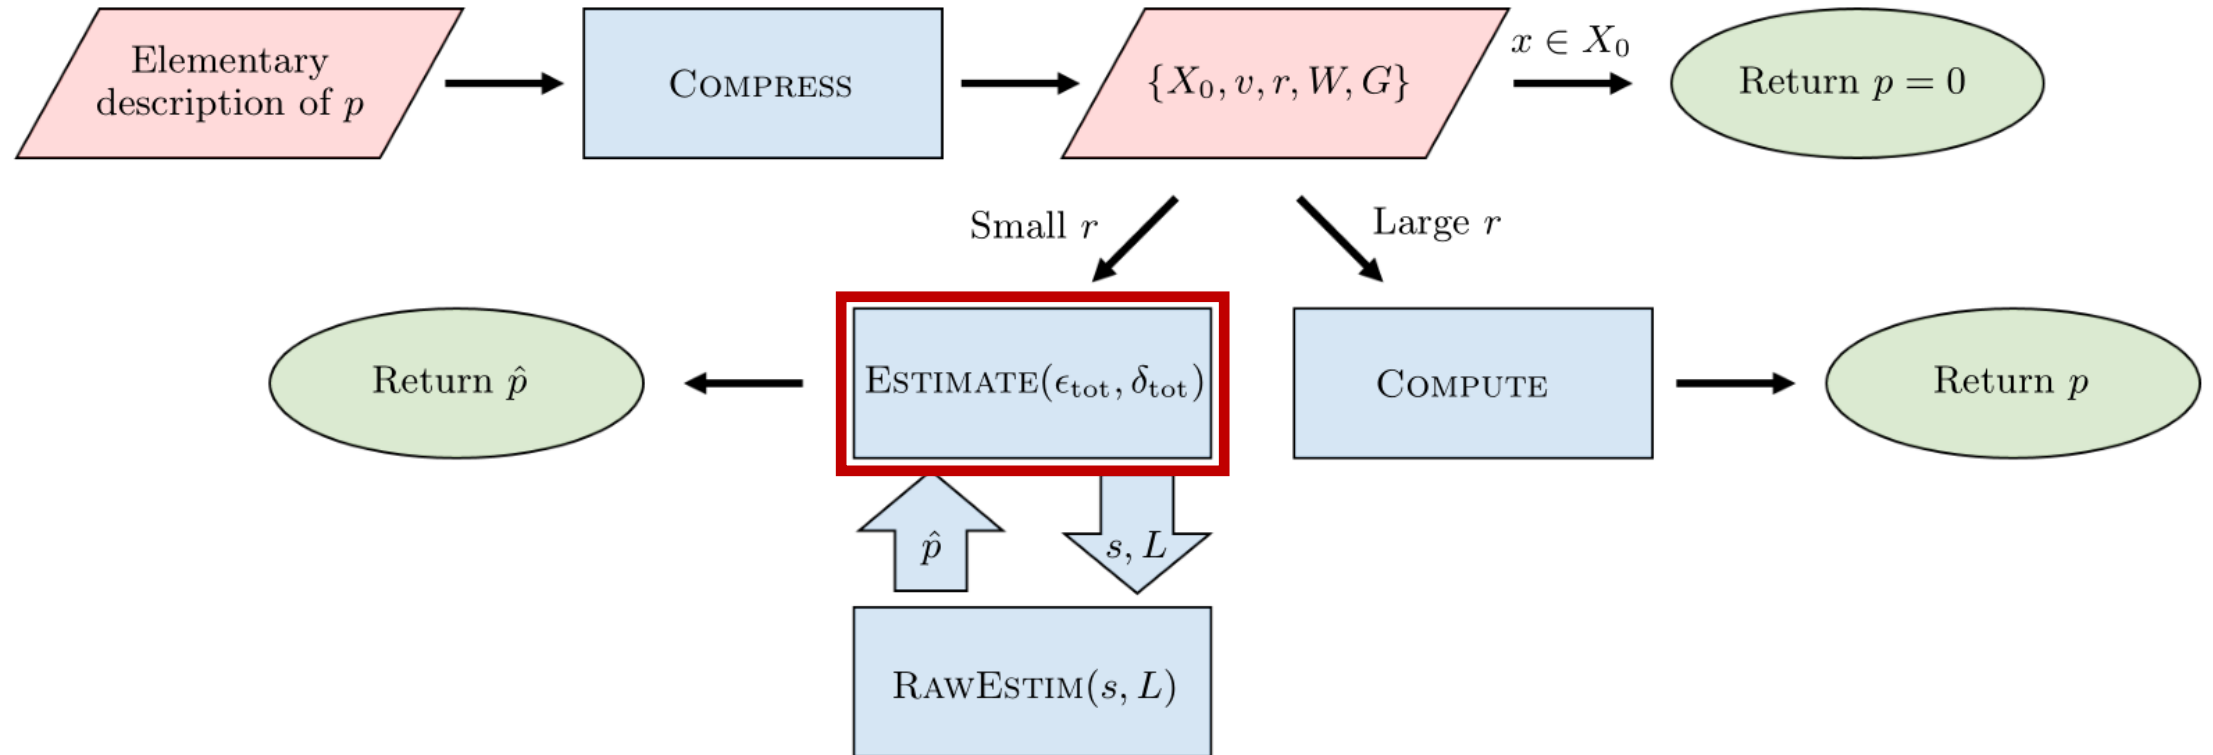 Elementary
description of p
COMPRESS
{X₀, v, r, W, G}
x ∈ X₀
Return p = 0
Small r
Large r
Return p̂
ESTIMATE(ϵ_tot, δ_tot)
COMPUTE
Return p
p̂
s, L
RAWESTIM(s, L)